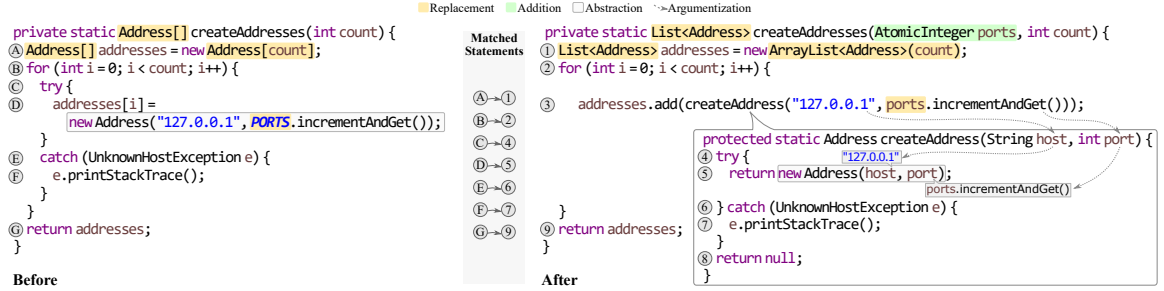 Replacement Addition Abstraction Argumentization
private static Address[] createAddresses(int count) {
A Address[] addresses = new Address[count];
B for (int i = 0; i < count; i++) {
C try {
D addresses[i] =
new Address("127.0.0.1", PORTS.incrementAndGet());
}
E catch (UnknownHostException e) {
F e.printStackTrace();
}
}
G return addresses;
}
Before
Matched
Statements
A→1
B→2
C→4
D→5
E→6
F→7
G→9
private static List<Address> createAddresses(AtomicInteger ports, int count) {
1 List<Address> addresses = new ArrayList<Address>(count);
2 for (int i = 0; i < count; i++) {
3 addresses.add(createAddress("127.0.0.1", ports.incrementAndGet()));
protected static Address createAddress(String host, int port) {
4 try { "127.0.0.1"
5 return new Address(host, port);
ports.incrementAndGet()
6 } catch (UnknownHostException e) {
7 e.printStackTrace();
}
8 return null;
}
}
9 return addresses;
}
After